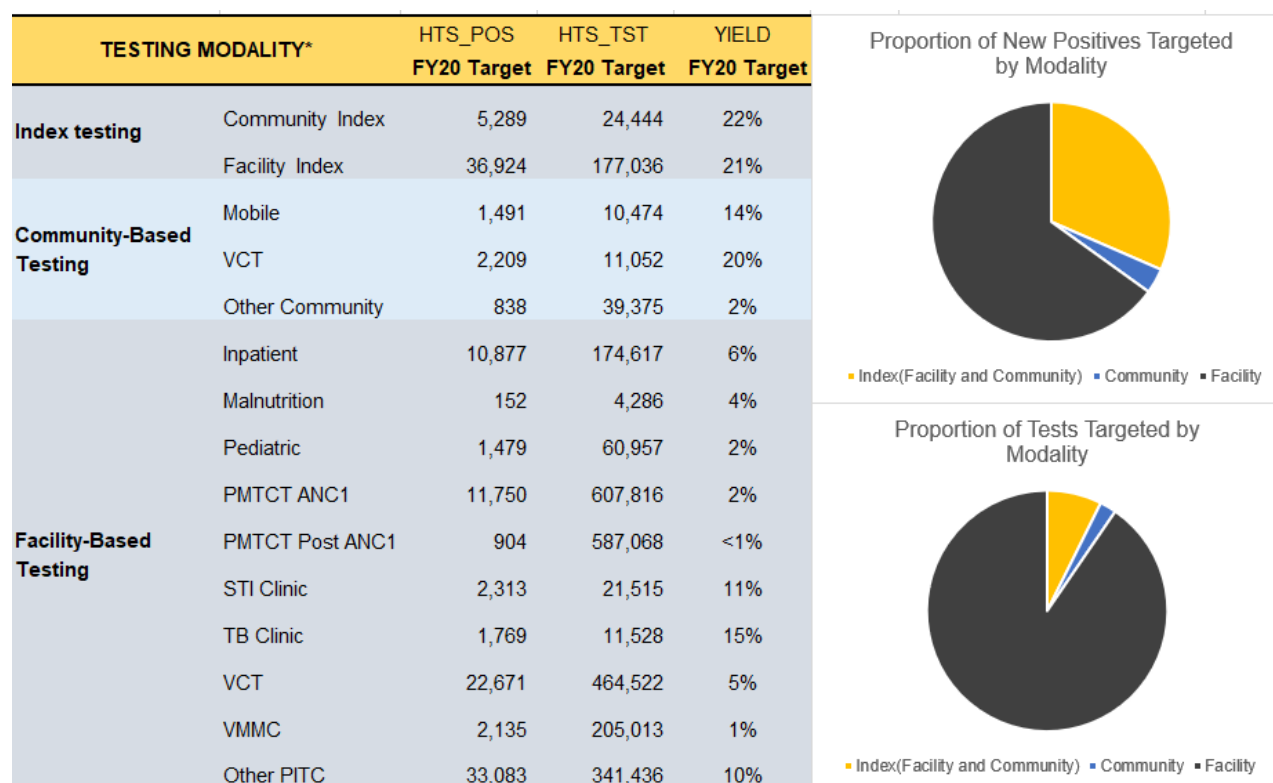 TESTING MODALITY* HTS_POS HTS_TST YIELD
FY20 Target FY20 Target FY20 Target
Index testing
Community Index 5,289 24,444 22%
Facility Index 36,924 177,036 21%
Community-Based
Testing
Mobile 1,491 10,474 14%
VCT 2,209 11,052 20%
Other Community 838 39,375 2%
Facility-Based
Testing
Inpatient 10,877 174,617 6%
Malnutrition 152 4,286 4%
Pediatric 1,479 60,957 2%
PMTCT ANC1 11,750 607,816 2%
PMTCT Post ANC1 904 587,068 <1%
STI Clinic 2,313 21,515 11%
TB Clinic 1,769 11,528 15%
VCT 22,671 464,522 5%
VMMC 2,135 205,013 1%
Other PITC 33,083 341,436 10%
Proportion of New Positives Targeted
by Modality
Index(Facility and Community) Community Facility
Proportion of Tests Targeted by
Modality
Index(Facility and Community) Community Facility